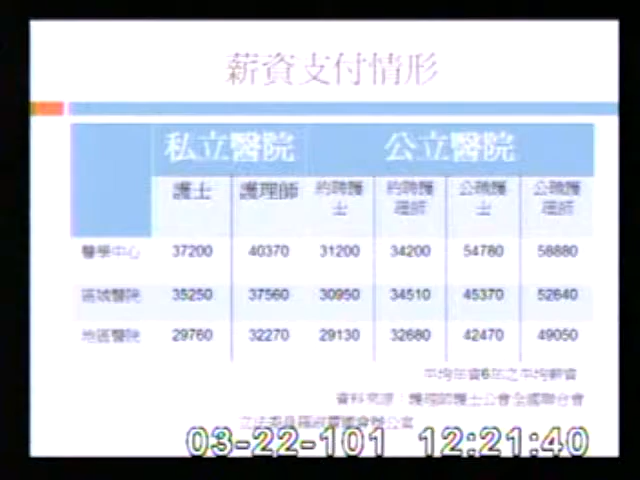 薪資支付情形
私立醫院 公立醫院
護士 護理師 約聘護士 約聘護理師 公職護士 公職護理師
醫學中心 37200 40370 31200 34200 54780 58880
區域醫院 35250 37560 30950 34510 45370 52640
地區醫院 29760 32270 29130 32680 42470 49050
平均年資6年之平均薪資
資料來源：護理師護士公會全國聯合會
03-22-101 12:21:40